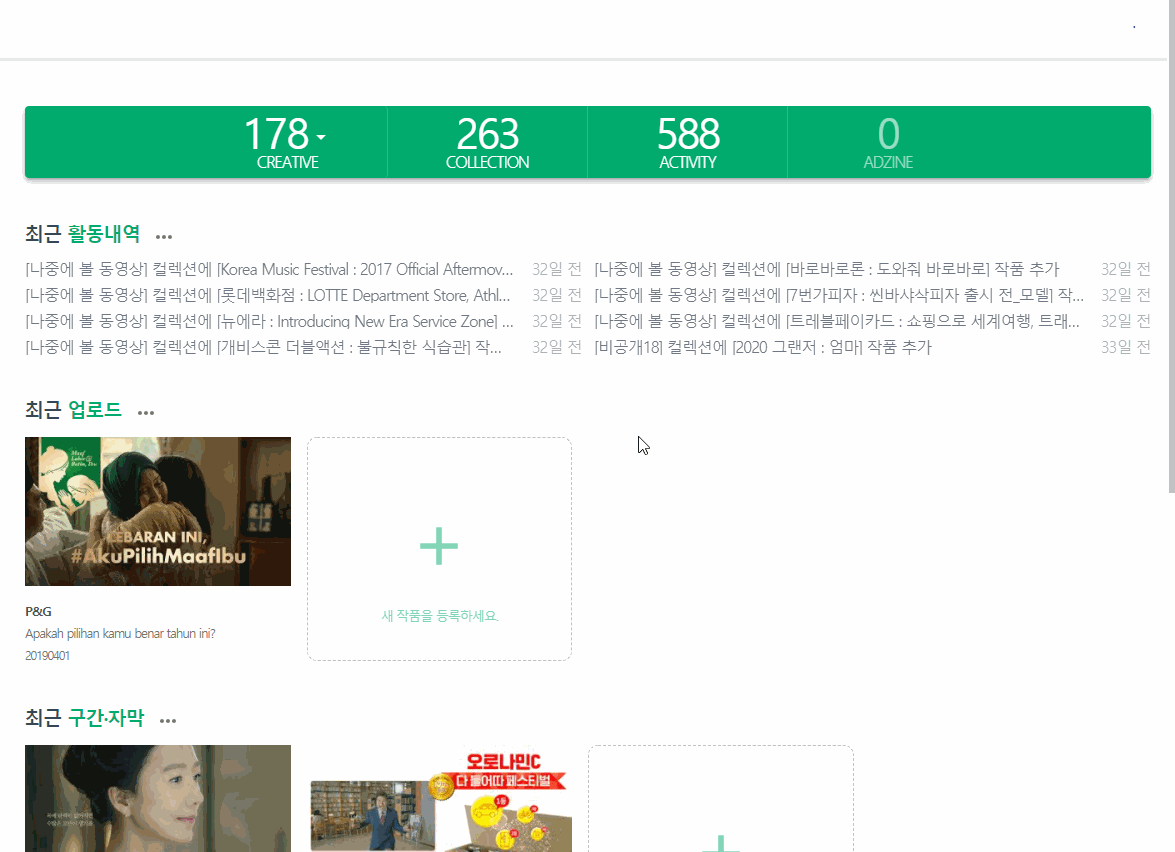 178
CREATIVE
263
COLLECTION
588
ACTIVITY
0
ADZINE
최근 활동내역 •••
[나중에 볼 동영상] 컬렉션에 [Korea Music Festival : 2017 Official Aftermov... 32일 전
[나중에 볼 동영상] 컬렉션에 [바로바로론 : 도와줘 바로바로] 작품 추가 32일 전
[나중에 볼 동영상] 컬렉션에 [롯데백화점 : LOTTE Department Store, Athl... 32일 전
[나중에 볼 동영상] 컬렉션에 [7번가피자 : 씬바샤삭피자 출시 전_모델] 작... 32일 전
[나중에 볼 동영상] 컬렉션에 [뉴에라 : Introducing New Era Service Zone] ... 32일 전
[나중에 볼 동영상] 컬렉션에 [트레블페이카드 : 쇼핑으로 세계여행, 트래... 32일 전
[나중에 볼 동영상] 컬렉션에 [개비스콘 더블액션 : 불규칙한 식습관] 작... 32일 전
[비공개18] 컬렉션에 [2020 그랜저 : 엄마] 작품 추가 33일 전
최근 업로드 •••
LEBARAN INI,
#AkuPilihMaafIbu
새 작품을 등록하세요.
P&G
Apakah pilihan kamu benar tahun ini?
20190401
최근 구간·자막 •••
오로나민C
다 들어따 페스티벌